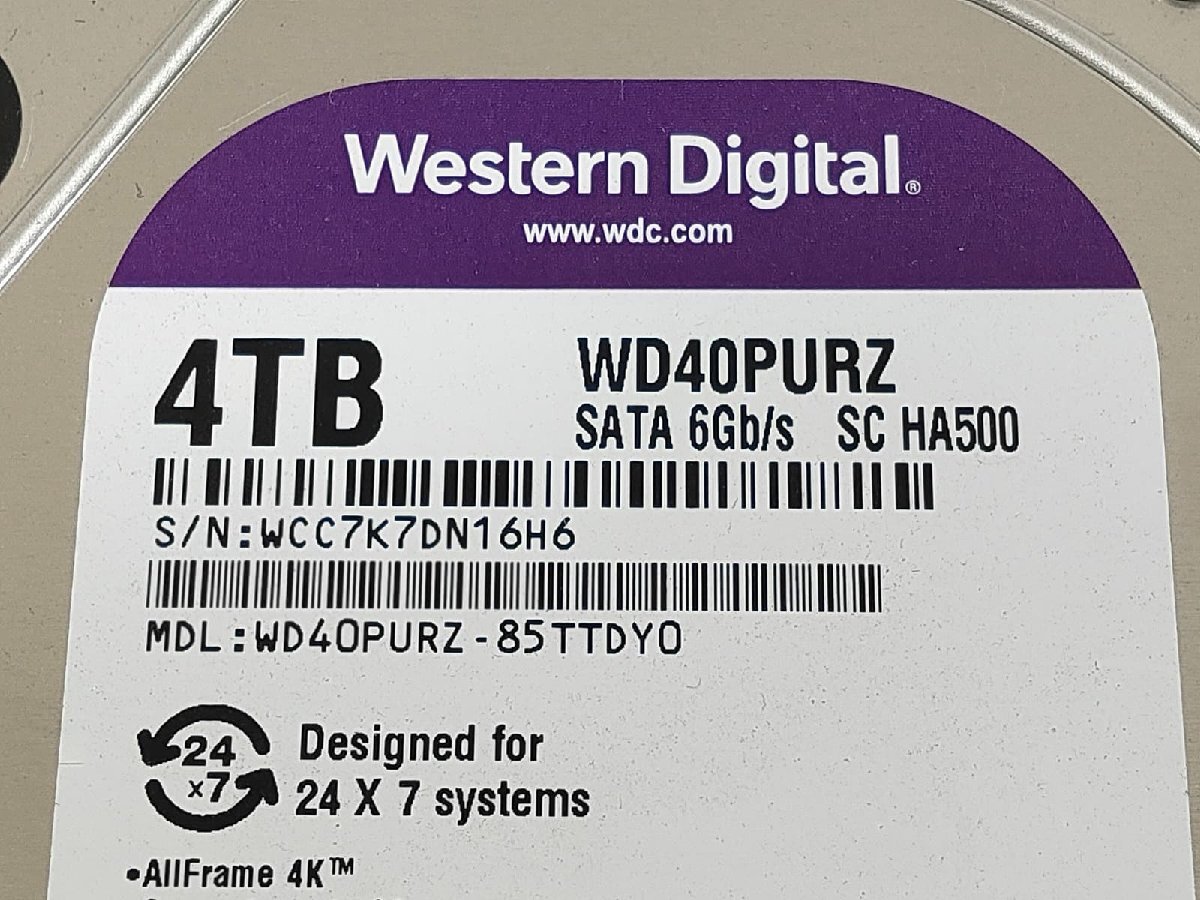 Western Digital®
www.wdc.com
4TB
WD40PURZ
SATA 6Gb/s SC HA500
S/N:WCC7K7DN16H6
MDL:WD40PURZ-85TTDY0
24
x7
Designed for
24 X 7 systems
•AllFrame 4K™